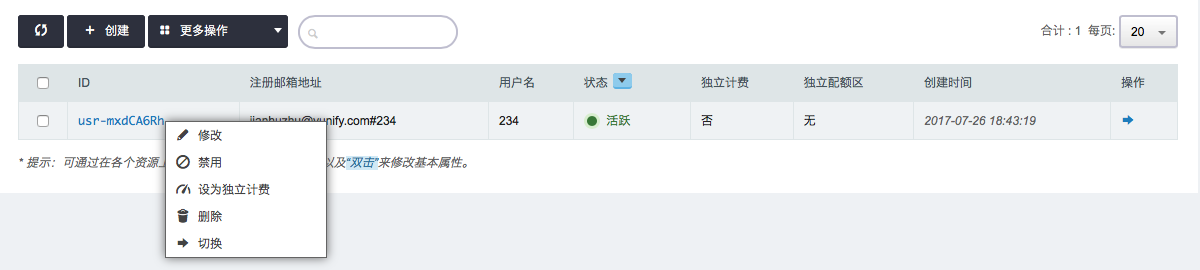 创建 更多操作 合计 : 1 每页: 20
ID 注册邮箱地址 用户名 状态 独立计费 独立配额区 创建时间 操作
usr-mxdCA6Rh jianhuzhu@yunify.com#234 234 活跃 否 无 2017-07-26 18:43:19
修改
* 提示: 可通过在各个资源上 以及“双击”来修改基本属性。
禁用
设为独立计费
删除
切换